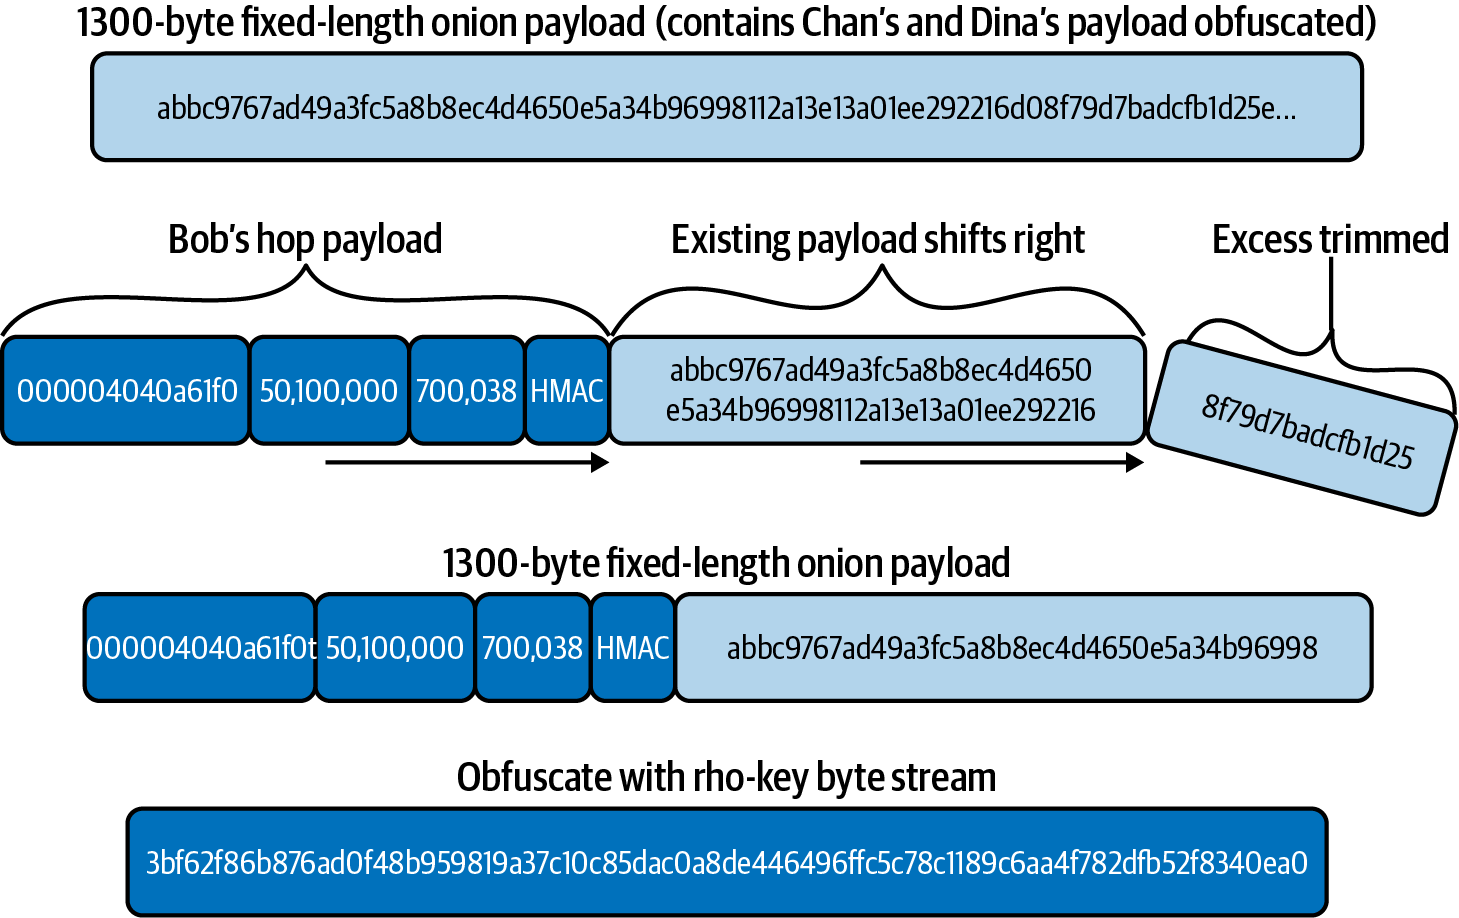 1300-byte fixed-length onion payload (contains Chan's and Dina's payload obfuscated)
abbc9767ad49a3fc5a8b8ec4d4650e5a34b96998112a13e13a01ee292216d08f79d7badcfb1d25e...
Bob's hop payload Existing payload shifts right Excess trimmed
000004040a61f0 50,100,000 700,038 HMAC abbc9767ad49a3fc5a8b8ec4d4650
e5a34b96998112a13e13a01ee292216
8f79d7badcfb1d25
1300-byte fixed-length onion payload
000004040a61f0t 50,100,000 700,038 HMAC abbc9767ad49a3fc5a8b8ec4d4650e5a34b96998
Obfuscate with rho-key byte stream
3bf62f86b876ad0f48b959819a37c10c85dac0a8de446496ffc5c78c1189c6aa4f782dfb52f8340ea0